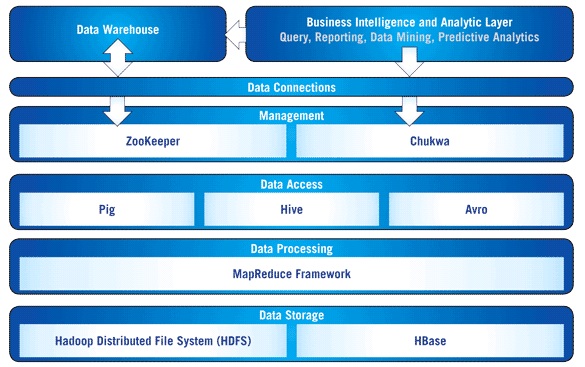 Data Warehouse
Business Intelligence and Analytic Layer
Query, Reporting, Data Mining, Predictive Analytics
Data Connections
Management
ZooKeeper
Chukwa
Data Access
Pig
Hive
Avro
Data Processing
MapReduce Framework
Data Storage
Hadoop Distributed File System (HDFS)
HBase